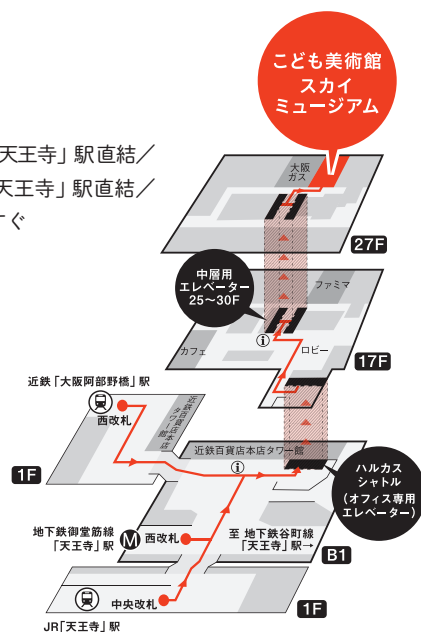 こども美術館
スカイ
ミュージアム
天王寺」駅直結／
天王寺」駅直結／
すぐ
大阪
ガス
27F
中層用
エレベーター
25〜30F
ファミマ
i
カフェ
ロビー
17F
近鉄「大阪阿部野橋」駅
西改札
近鉄百貨店本店
タワー館
近鉄百貨店本店タワー館
i
1F
ハルカス
シャトル
(オフィス専用
エレベーター)
地下鉄御堂筋線
「天王寺」駅
M
西改札
至 地下鉄谷町線
「天王寺」駅→
B1
中央改札
1F
JR「天王寺」駅